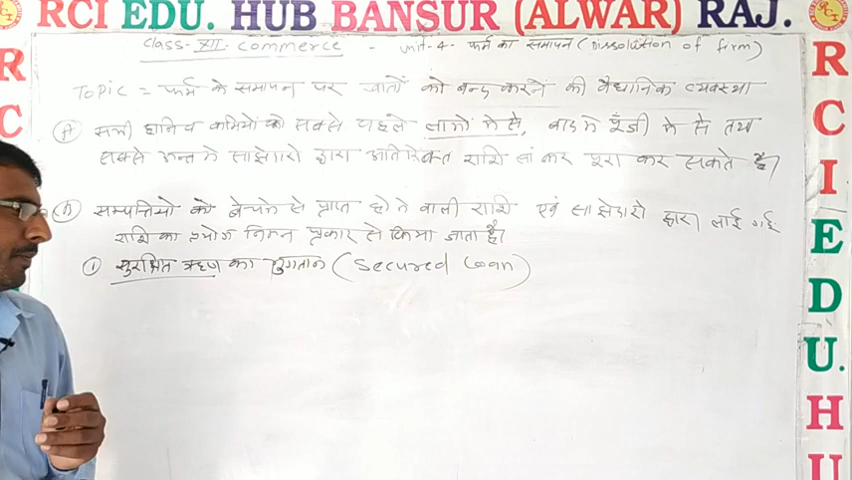 RCI EDU. HUB BANSUR (ALWAR) RAJ.
Class-XII. Commerce - unit-4- फर्म का समापन (Dissolution of firm)
Topic = फर्म के समापन पर खातों को बन्द करने की वैधानिक व्यवस्था
(A) सभी हानि व कमियों को सबसे पहले लाभों में से, बाद मे पूँजी में से तथा
सबसे अन्त मे साझेदारो द्वारा अतिरिक्त राशि लाकर पूरा कर सकते है।
सम्पत्तियो को बेचने से प्राप्त होने वाली राशि एवं साझेदारो द्वारा लाई गई
राशि का प्रयोग निम्न प्रकार से किया जाता है।
① सुरक्षित ऋण का भुगतान (Secured Loan)
R
C
R
C
I
E
D
U.
H
U